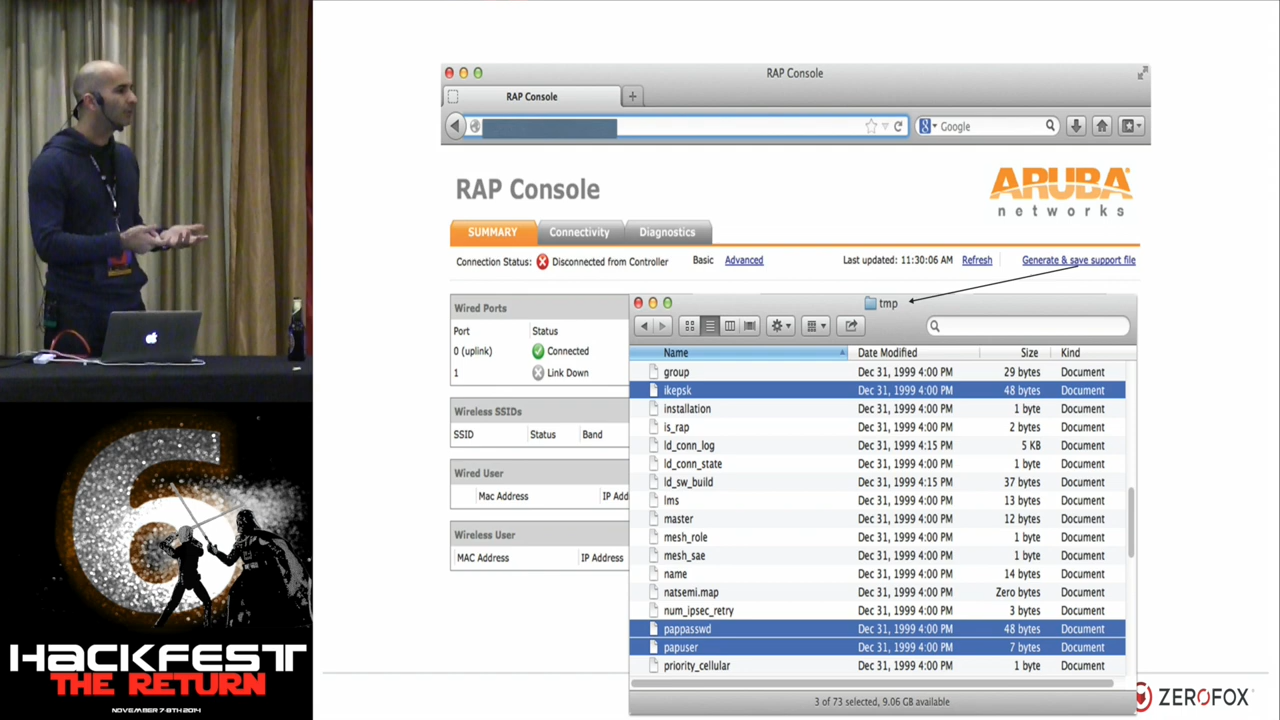 RAP Console
RAP Console
Google
RAP Console
ARUBA
networks
SUMMARY
Connectivity
Diagnostics
Connection Status: Disconnected from Controller
Basic
Advanced
Last updated: 11:30:06 AM
Refresh
Generate & save support file
Wired Ports
Port Status
0 (uplink) Connected
1 Link Down
Wireless SSIDs
SSID Status Band
Wired User
Mac Address IP Add
Wireless User
MAC Address IP Address
tmp
Name Date Modified Size Kind
group Dec 31, 1999 4:00 PM 29 bytes Document
ikepsk Dec 31, 1999 4:00 PM 48 bytes Document
installation Dec 31, 1999 4:00 PM 1 byte Document
is_rap Dec 31, 1999 4:00 PM 2 bytes Document
ld_conn_log Dec 31, 1999 4:15 PM 5 KB Document
ld_conn_state Dec 31, 1999 4:00 PM 1 byte Document
ld_sw_build Dec 31, 1999 4:15 PM 37 bytes Document
lms Dec 31, 1999 4:00 PM 13 bytes Document
master Dec 31, 1999 4:00 PM 12 bytes Document
mesh_role Dec 31, 1999 4:00 PM 1 byte Document
mesh_sae Dec 31, 1999 4:00 PM 1 byte Document
name Dec 31, 1999 4:00 PM 14 bytes Document
natsemi.map Dec 31, 1999 4:00 PM Zero bytes Document
num_ipsec_retry Dec 31, 1999 4:00 PM 3 bytes Document
pappasswd Dec 31, 1999 4:00 PM 48 bytes Document
papuser Dec 31, 1999 4:00 PM 7 bytes Document
priority_cellular Dec 31, 1999 4:00 PM 1 byte Document
3 of 73 selected, 9.06 GB available
ZEROFOX
6
HACKFEST
THE RETURN
NOVEMBER 7-8TH 2014